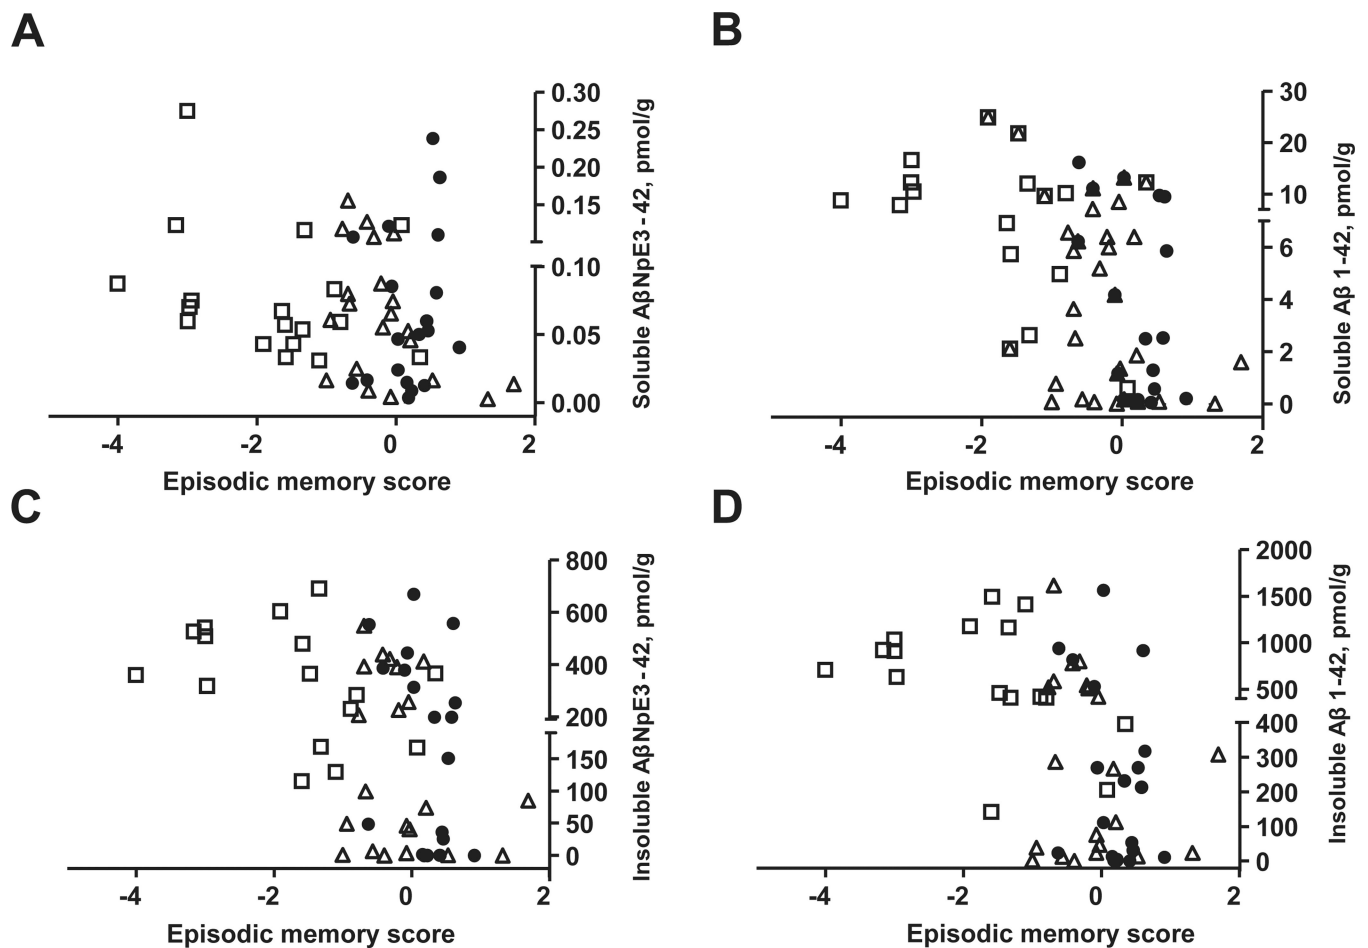 A
0.30
0.25
0.20
0.15
0.10
0.05
0.00
Soluble AβNpE3 - 42, pmol/g
-4 -2 0 2
Episodic memory score
B
30
20
10
6
4
2
0
Soluble Aβ 1-42, pmol/g
-4 -2 0 2
Episodic memory score
C
800
600
400
200
150
100
50
0
Insoluble AβNpE3 - 42, pmol/g
-4 -2 0 2
Episodic memory score
D
2000
1500
1000
500
400
300
200
100
0
Insoluble Aβ 1-42, pmol/g
-4 -2 0 2
Episodic memory score